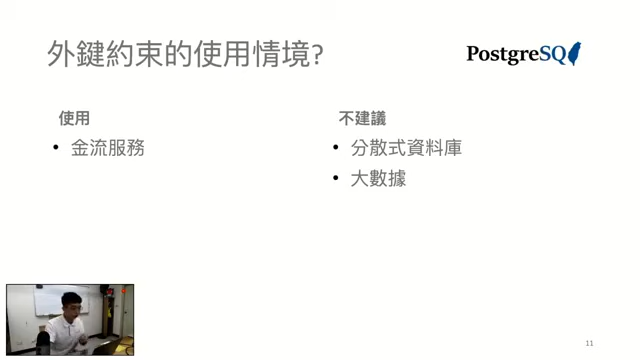 外鍵約束的使用情境?
PostgreSQ
使用
• 金流服務
不建議
• 分散式資料庫
• 大數據
11